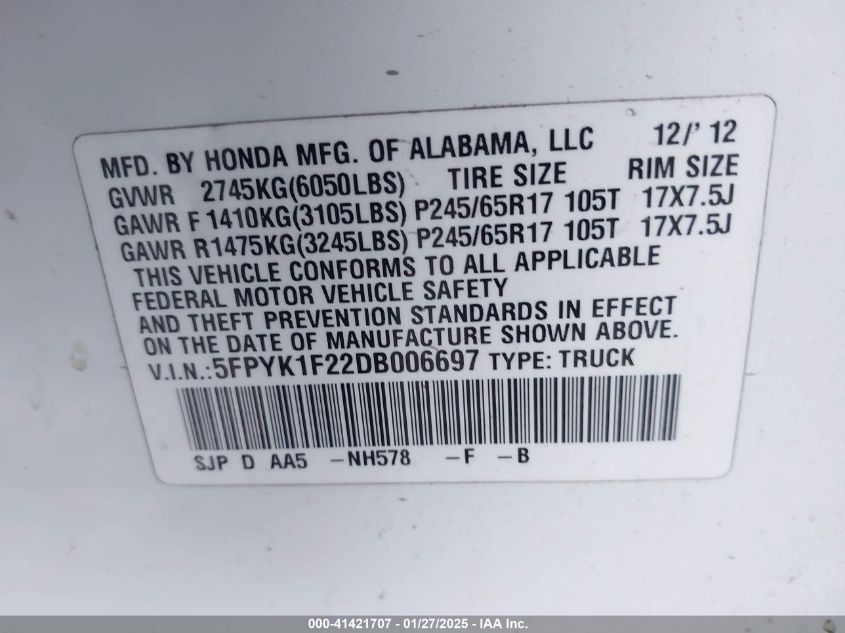 MFD. BY HONDA MFG. OF ALABAMA, LLC 12/' 12
GVWR 2745KG(6050LBS) TIRE SIZE RIM SIZE
GAWR F 1410KG(3105LBS) P245/65R17 105T 17X7.5J
GAWR R1475KG(3245LBS) P245/65R17 105T 17X7.5J
THIS VEHICLE CONFORMS TO ALL APPLICABLE
FEDERAL MOTOR VEHICLE SAFETY
AND THEFT PREVENTION STANDARDS IN EFFECT
ON THE DATE OF MANUFACTURE SHOWN ABOVE.
V.I.N.:5FPYK1F22DB006697 TYPE: TRUCK
SJP D AA5 -NH578 -F -B
000-41421707 - 01/27/2025 - IAA Inc.